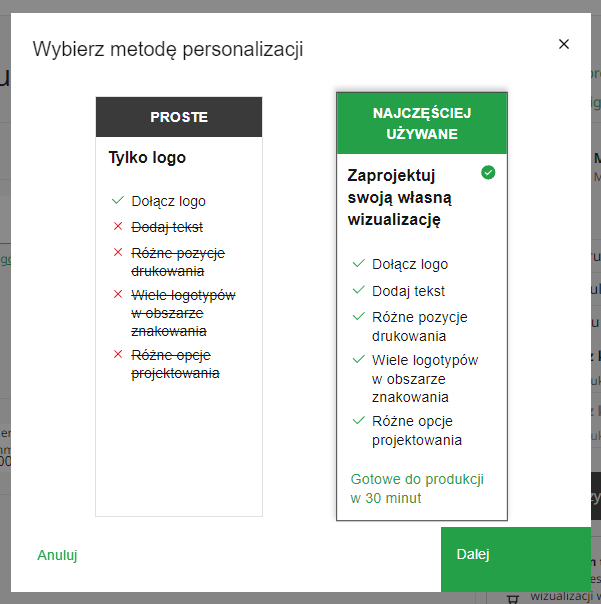 Wybierz metodę personalizacji
PROSTE
Tylko logo
Dołącz logo
Dodaj tekst
Różne pozycje
drukowania
Wiele logotypów
w obszarze
znakowania
Różne opcje
projektowania
NAJCZĘŚCIEJ
UŻYWANE
Zaprojektuj
swoją własną
wizualizację
Dołącz logo
Dodaj tekst
Różne pozycje
drukowania
Wiele logotypów
w obszarze
znakowania
Różne opcje
projektowania
Gotowe do produkcji
w 30 minut
Anuluj
Dalej
wizualizacji w